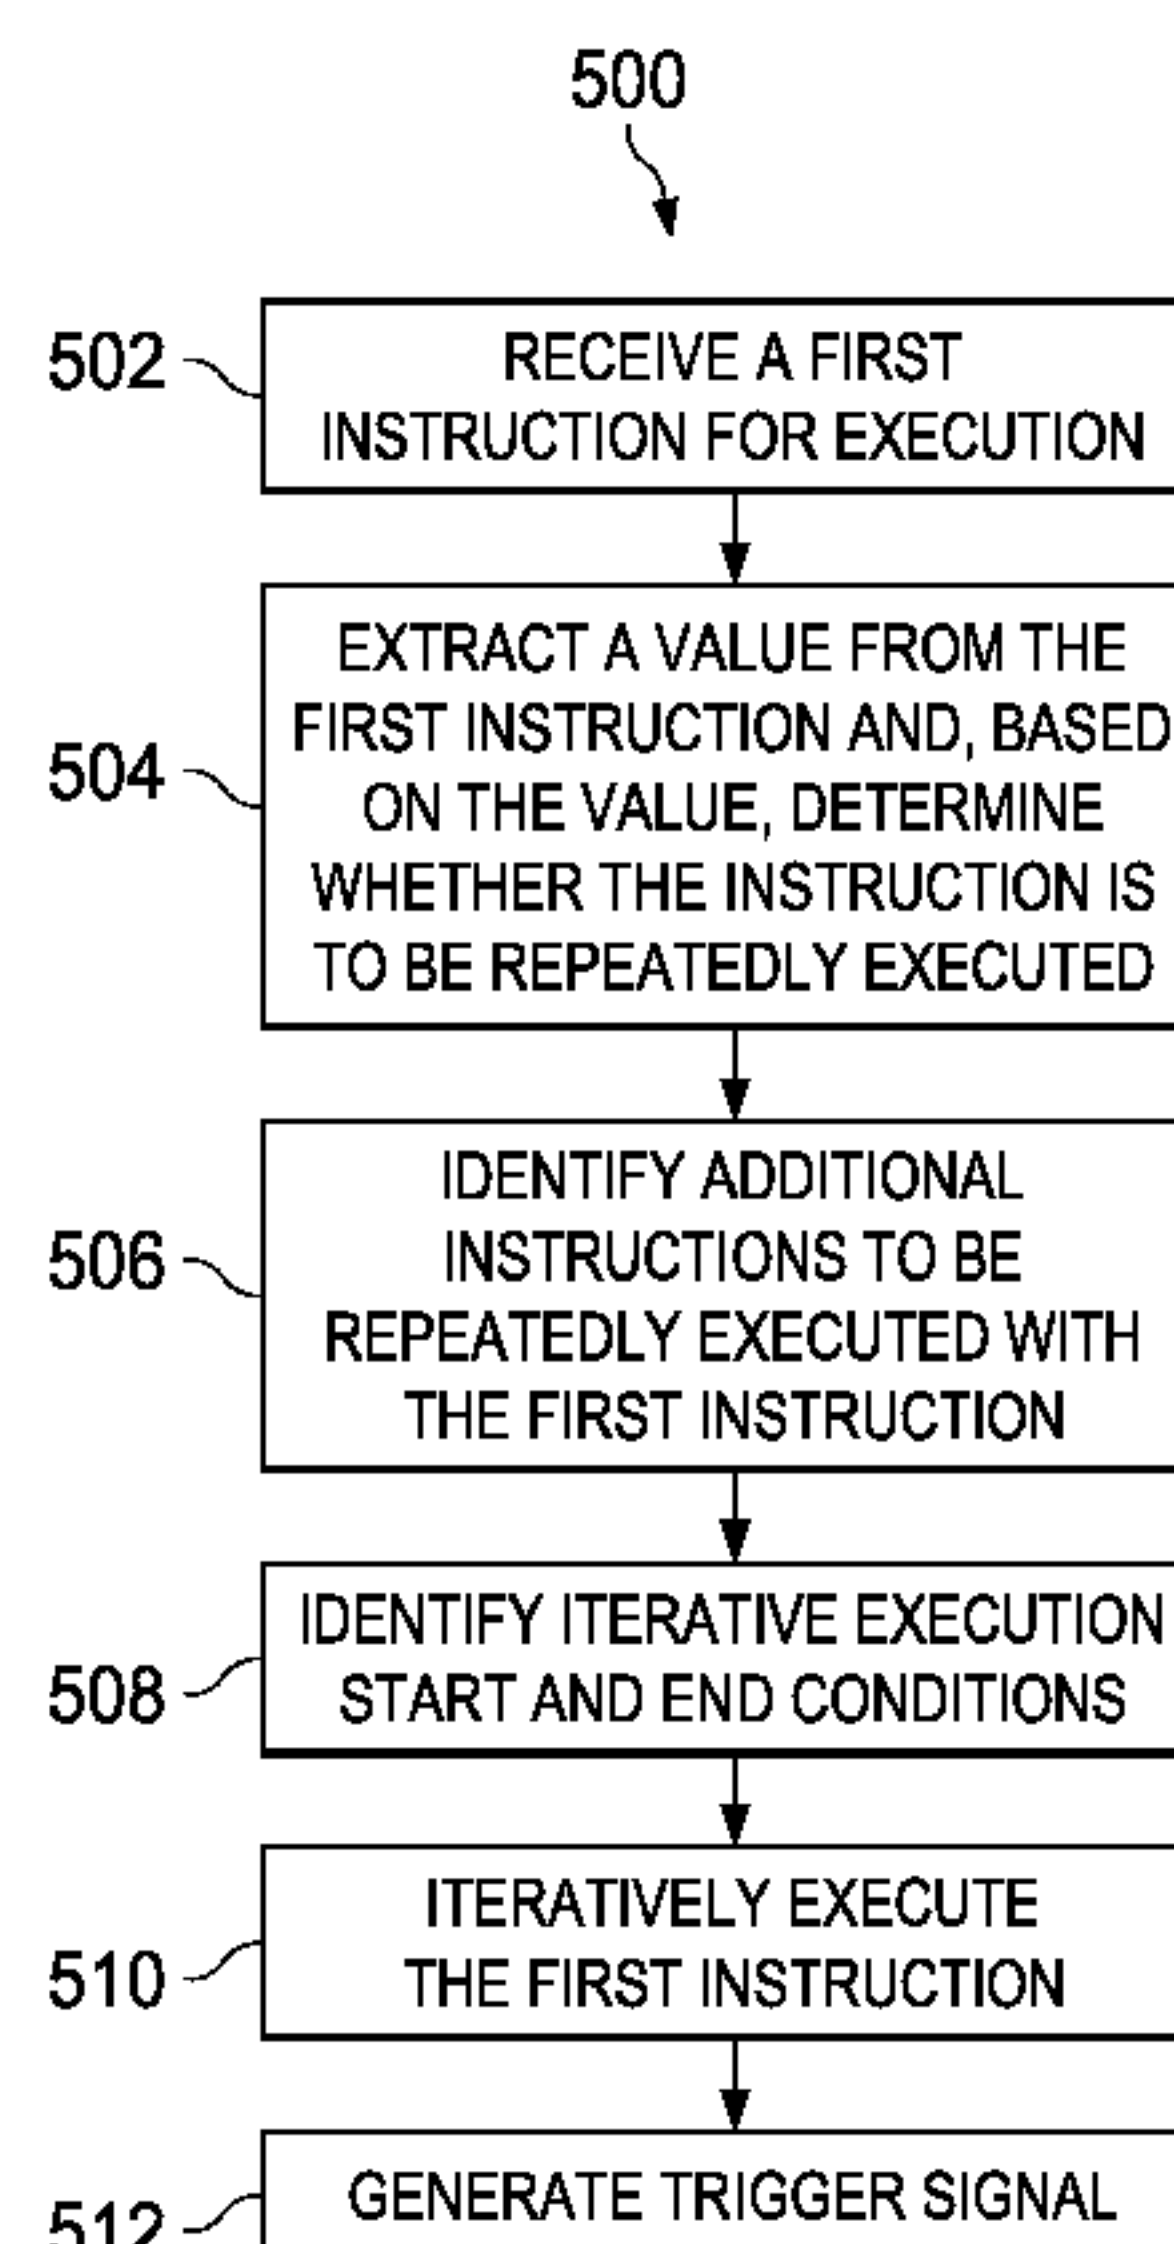 500
502
RECEIVE A FIRST
INSTRUCTION FOR EXECUTION
504
EXTRACT A VALUE FROM THE
FIRST INSTRUCTION AND, BASED
ON THE VALUE, DETERMINE
WHETHER THE INSTRUCTION IS
TO BE REPEATEDLY EXECUTED
506
IDENTIFY ADDITIONAL
INSTRUCTIONS TO BE
REPEATEDLY EXECUTED WITH
THE FIRST INSTRUCTION
508
IDENTIFY ITERATIVE EXECUTION
START AND END CONDITIONS
510
ITERATIVELY EXECUTE
THE FIRST INSTRUCTION
512
GENERATE TRIGGER SIGNAL